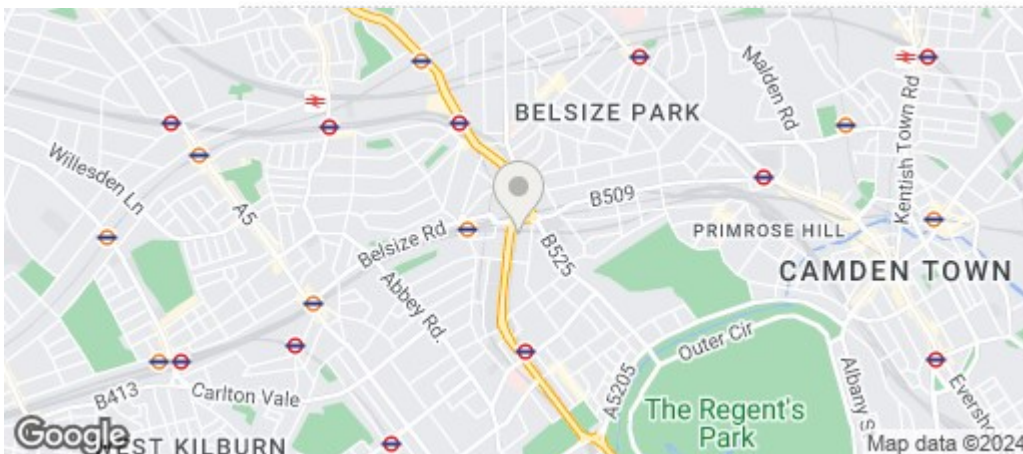 BELSIZE PARK
Malden Rd
Kentish Town Rd
Willesden Ln
A5
B509
Belsize Rd
B525
PRIMROSE HILL
CAMDEN TOWN
Abbey Rd.
Outer Cir
A5205
Albany S
Eversho
B413
Carlton Vale
The Regent's
Park
Google
WEST KILBURN
Map data ©2024